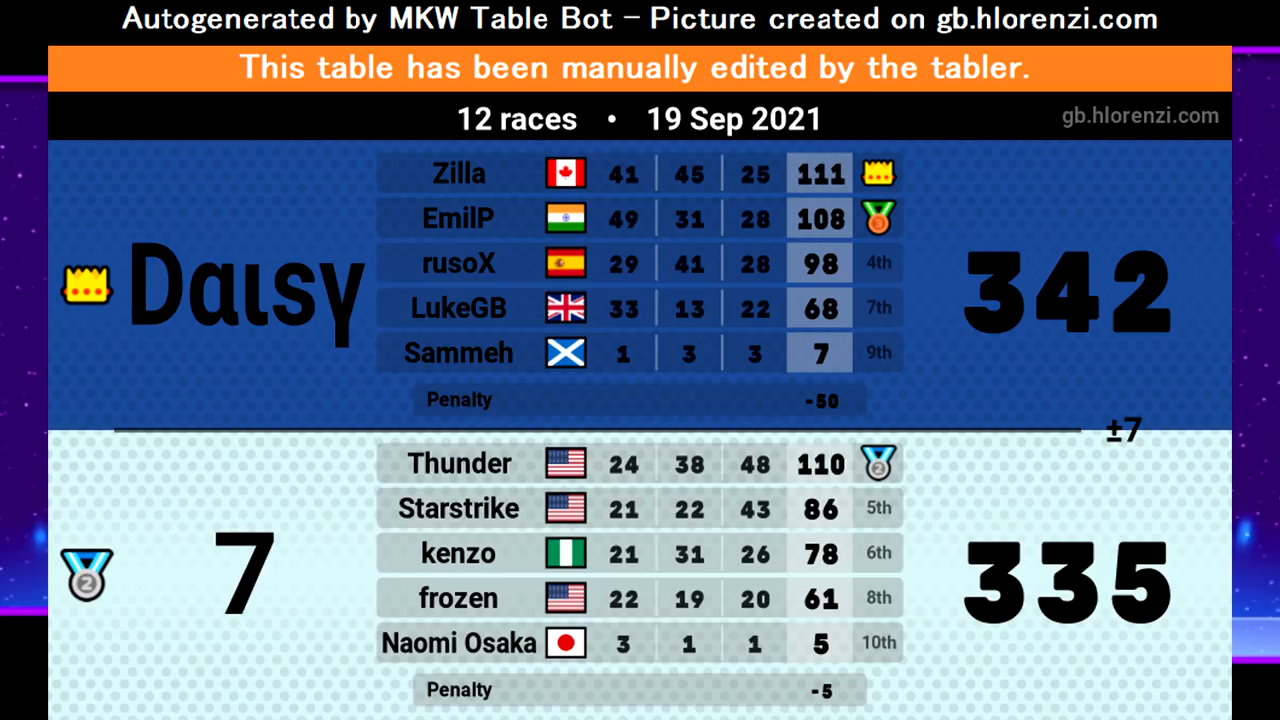 Autogenerated by MKW Table Bot – Picture created on gb.hlorenzi.com
This table has been manually edited by the tabler.
12 races • 19 Sep 2021 gb.hlorenzi.com
Dαιsγ
Zilla 41 45 25 111
EmilP 49 31 28 108 3
rusoX 29 41 28 98 4th
LukeGB 33 13 22 68 7th
Sammeh 1 3 3 7 9th
Penalty -50
342
±7
2
7
Thunder 24 38 48 110 2
Starstrike 21 22 43 86 5th
kenzo 21 31 26 78 6th
frozen 22 19 20 61 8th
Naomi Osaka 3 1 1 5 10th
Penalty -5
335